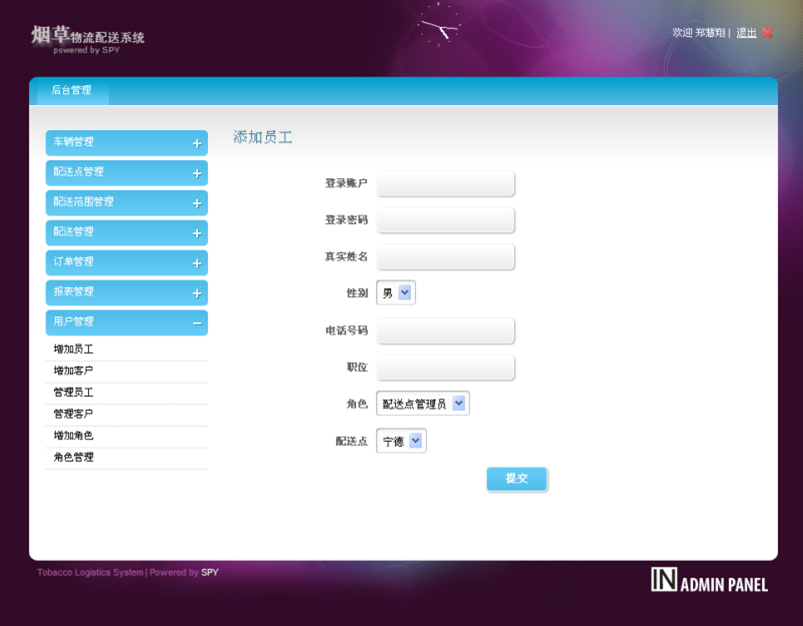 烟草物流配送系统
powered by SPY
欢迎 郑慧翔 | 退出
后台管理
添加员工
车辆管理
配送点管理
配送范围管理
配送管理
订单管理
报表管理
用户管理
增加员工
增加客户
管理员工
管理客户
增加角色
角色管理
登录账户
登录密码
真实姓名
性别 男
电话号码
职位
角色 配送点管理员
配送点 宁德
提交
Tobacco Logistics System | Powered by SPY
IN ADMIN PANEL